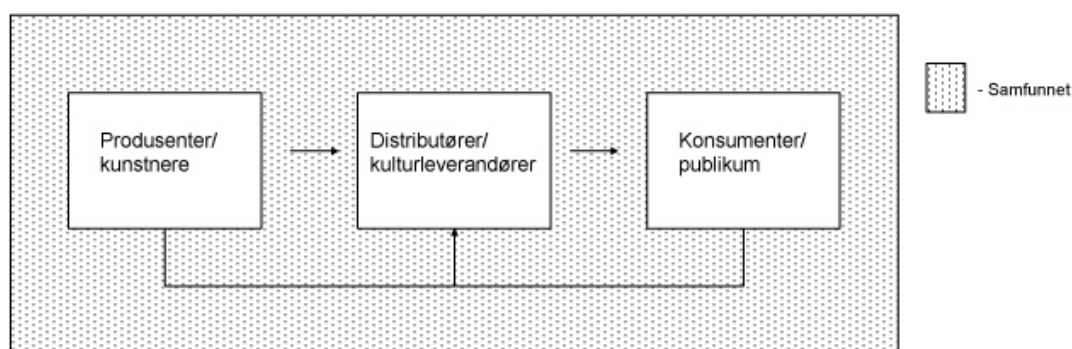 Produsenter/
kunstnere
Distributører/
kulturleverandører
Konsumenter/
publikum
- Samfunnet